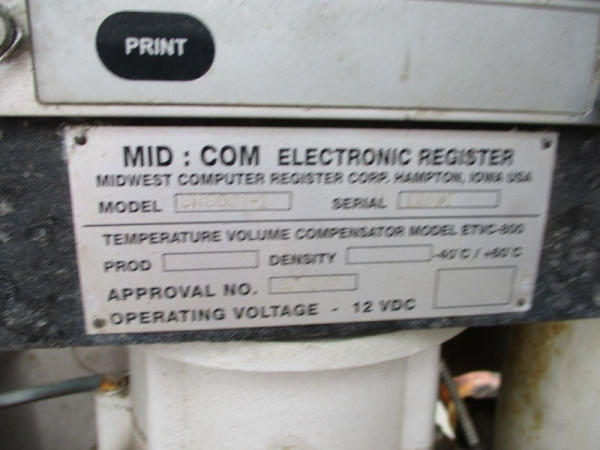 PRINT
MID : COM ELECTRONIC REGISTER
MIDWEST COMPUTER REGISTER CORP. HAMPTON, IOWA USA
MODEL SERIAL
TEMPERATURE VOLUME COMPENSATOR MODEL ETVC-800
PROD DENSITY -40°C / +60°C
APPROVAL NO.
OPERATING VOLTAGE - 12 VDC